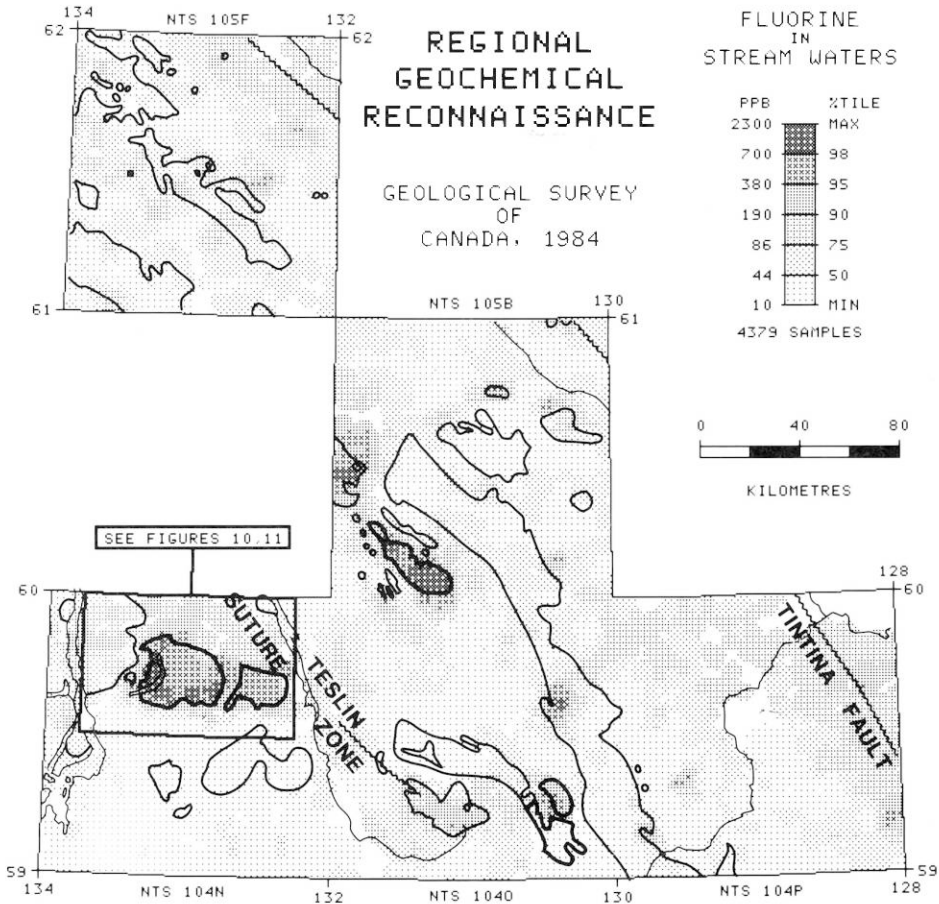 134
NTS 105F
132
62
62
REGIONAL
GEOCHEMICAL
RECONNAISSANCE
GEOLOGICAL SURVEY
OF
CANADA, 1984
FLUORINE
IN
STREAM WATERS
PPB %TILE
2300 MAX
700 98
380 95
190 90
86 75
44 50
10 MIN
4379 SAMPLES
61
NTS 105B
130
61
0 40 80
KILOMETRES
SEE FIGURES 10,11
60
128
60
SUTURE
TESLIN
ZONE
TINTINA
FAULT
59
59
134
NTS 104N
132
NTS 104O
130
NTS 104P
128